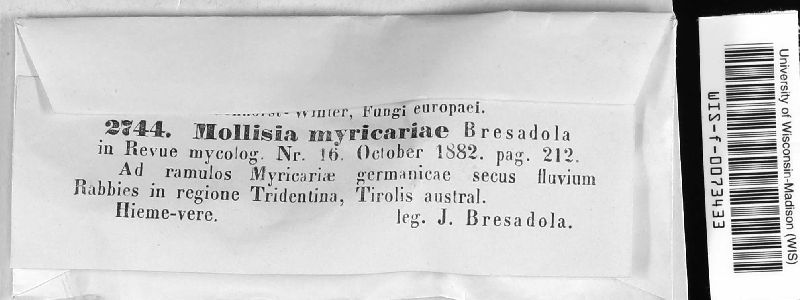 Winter, Fungi europaei.
2744. Mollisia myricariae Bresadola
in Revue mycolog. Nr. 16. October 1882. pag. 212.
Ad ramulos Myricariæ germanicae secus fluvium
Rabbies in regione Tridentina, Tirolis austral.
Hieme-vere. leg. J. Bresadola.
University of Wisconsin-Madison (WIS)
WIS-f-0073433